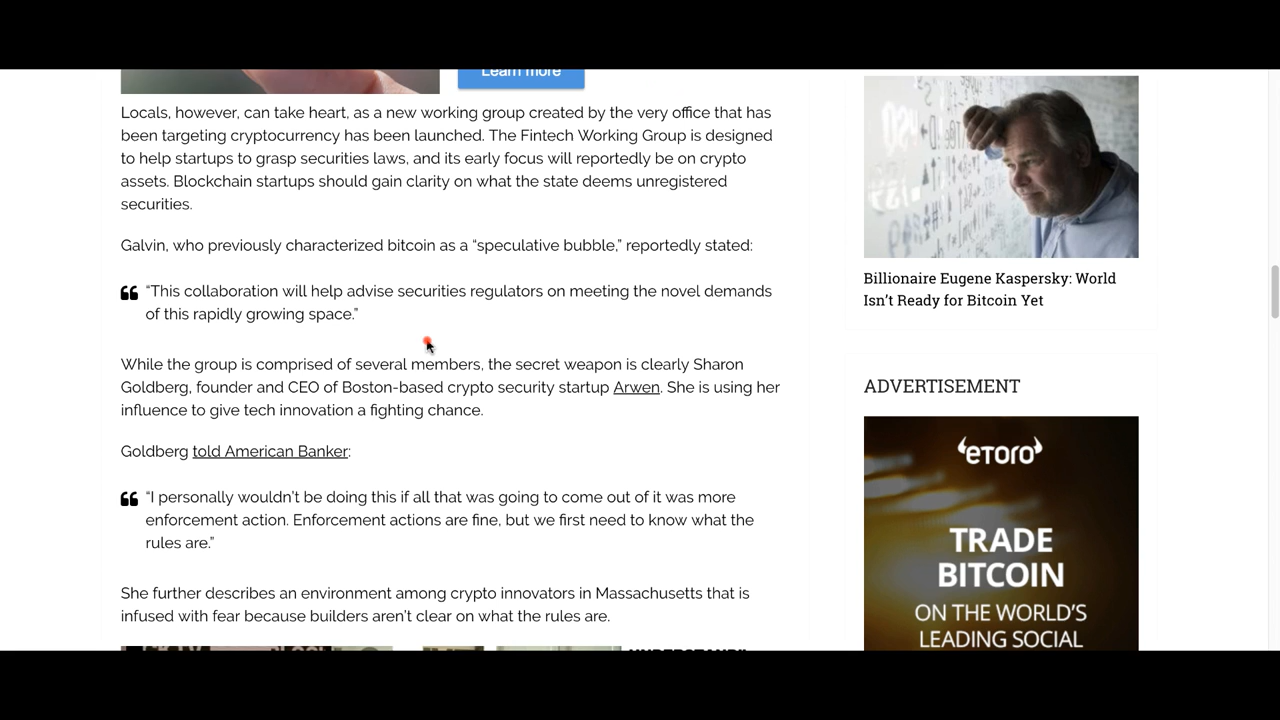 Learn more
Locals, however, can take heart, as a new working group created by the very office that has
been targeting cryptocurrency has been launched. The Fintech Working Group is designed
to help startups to grasp securities laws, and its early focus will reportedly be on crypto
assets. Blockchain startups should gain clarity on what the state deems unregistered
securities.
Galvin, who previously characterized bitcoin as a “speculative bubble,” reportedly stated:
“This collaboration will help advise securities regulators on meeting the novel demands
of this rapidly growing space.”
While the group is comprised of several members, the secret weapon is clearly Sharon
Goldberg, founder and CEO of Boston-based crypto security startup Arwen. She is using her
influence to give tech innovation a fighting chance.
Goldberg told American Banker:
“I personally wouldn’t be doing this if all that was going to come out of it was more
enforcement action. Enforcement actions are fine, but we first need to know what the
rules are.”
She further describes an environment among crypto innovators in Massachusetts that is
infused with fear because builders aren’t clear on what the rules are.
Billionaire Eugene Kaspersky: World
Isn’t Ready for Bitcoin Yet
ADVERTISEMENT
eToro
TRADE
BITCOIN
ON THE WORLD’S
LEADING SOCIAL